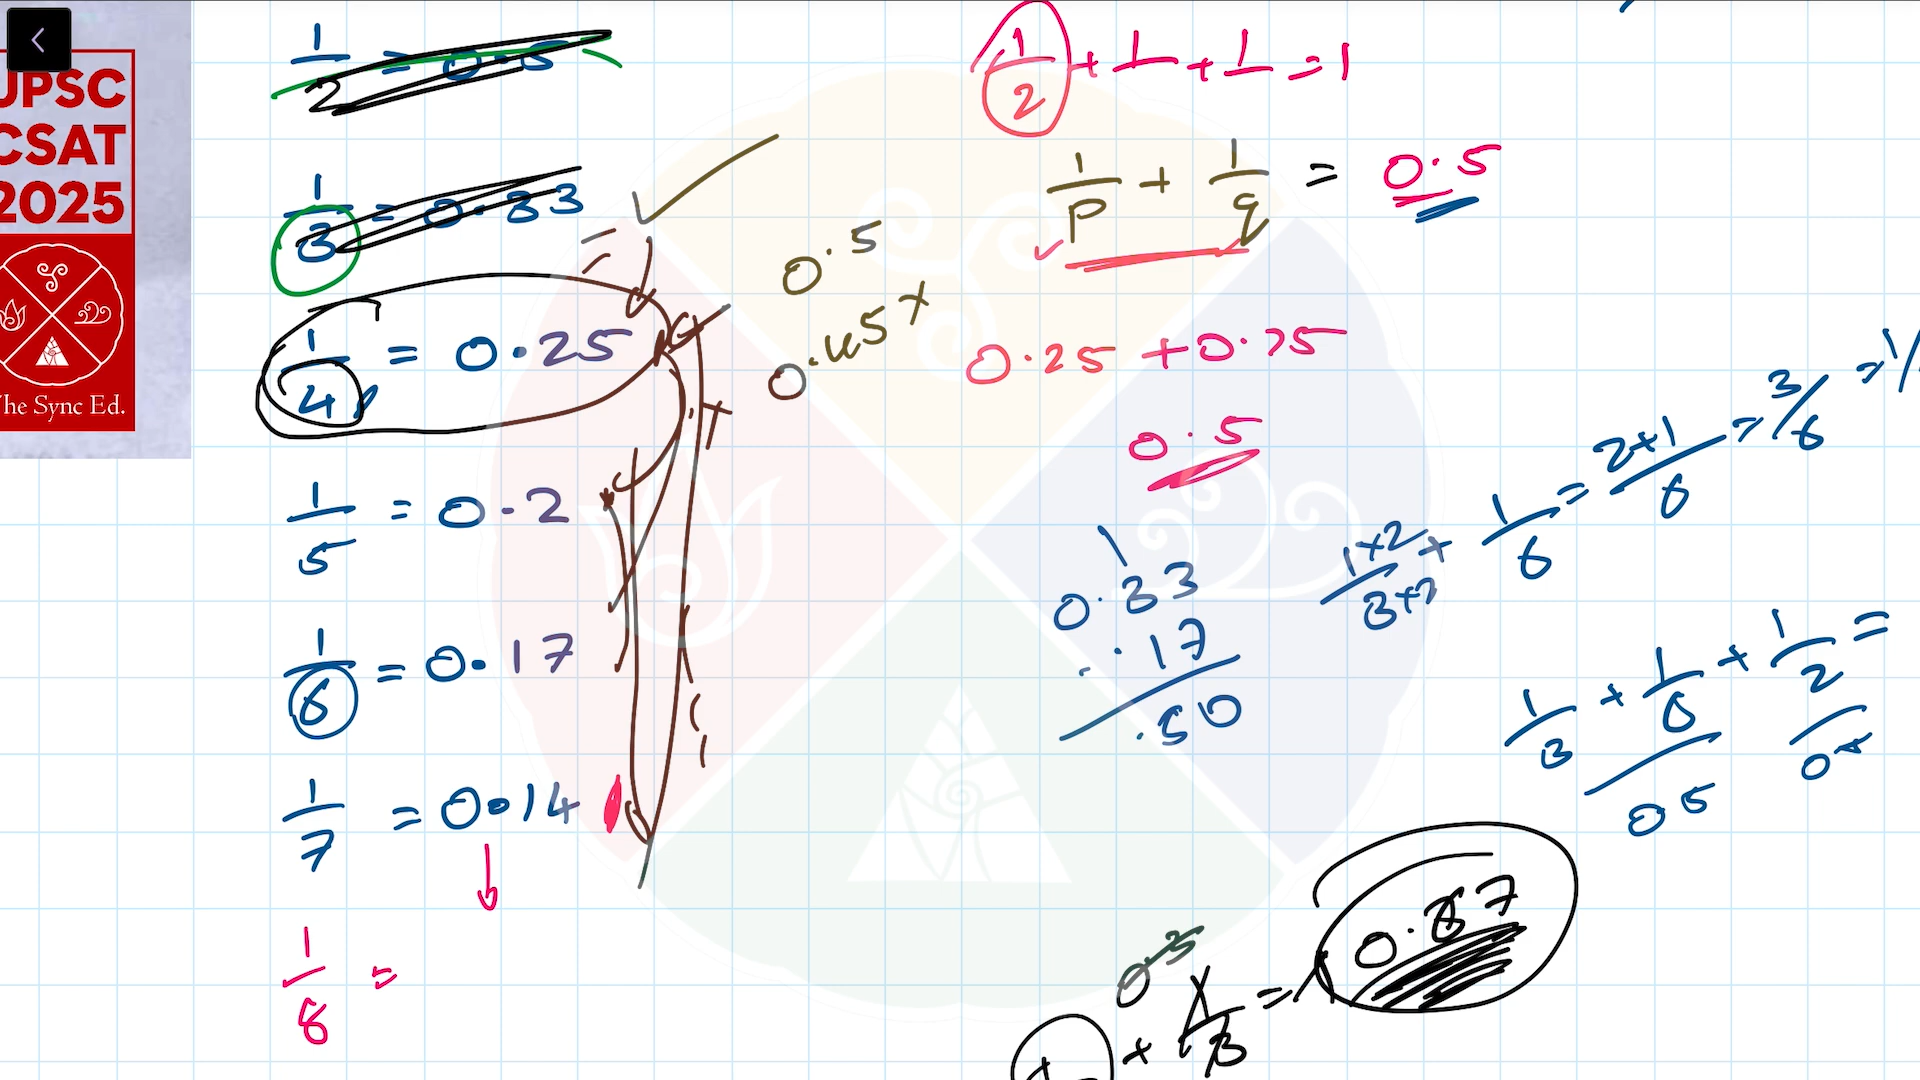 UPSC
CSAT
2025
The Sync Ed.
1/2 = 0.5
1/3 = 0.33
1/4 = 0.25
1/5 = 0.2
1/6 = 0.17
1/7 = 0.14
1/8 =
0.5
0.45 x
1/2 + 1 + 1 = 1
1/p + 1/q = 0.5
0.25 + 0.25
0.5
0.33
.17
.50
1×2/3×2 + 1/6 = 2+1/6 = 3/6 =
1/3 + 1/6 + 1/2 =
0.5
0.67